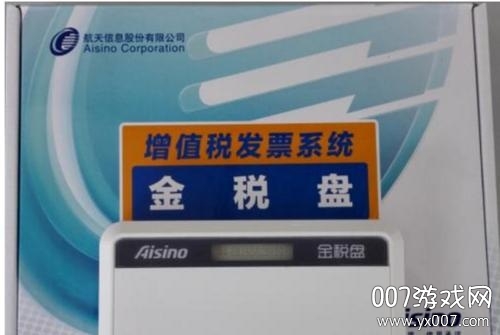 航天信息股份有限公司
Aisino Corporation
增值税发票系统
金税盘
Aisino
金税盘
007游戏网
www.yx007.com